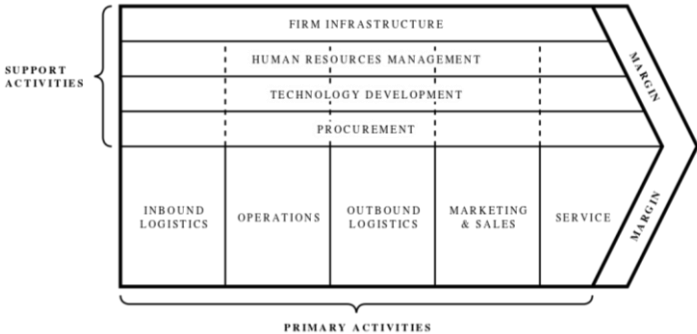 FIRM INFRASTRUCTURE
HUMAN RESOURCES MANAGEMENT
SUPPORT
ACTIVITIES
TECHNOLOGY DEVELOPMENT
PROCUREMENT
MARGIN
INBOUND
LOGISTICS
OPERATIONS
OUTBOUND
LOGISTICS
MARKETING
& SALES
SERVICE
MARGIN
PRIMARY ACTIVITIES